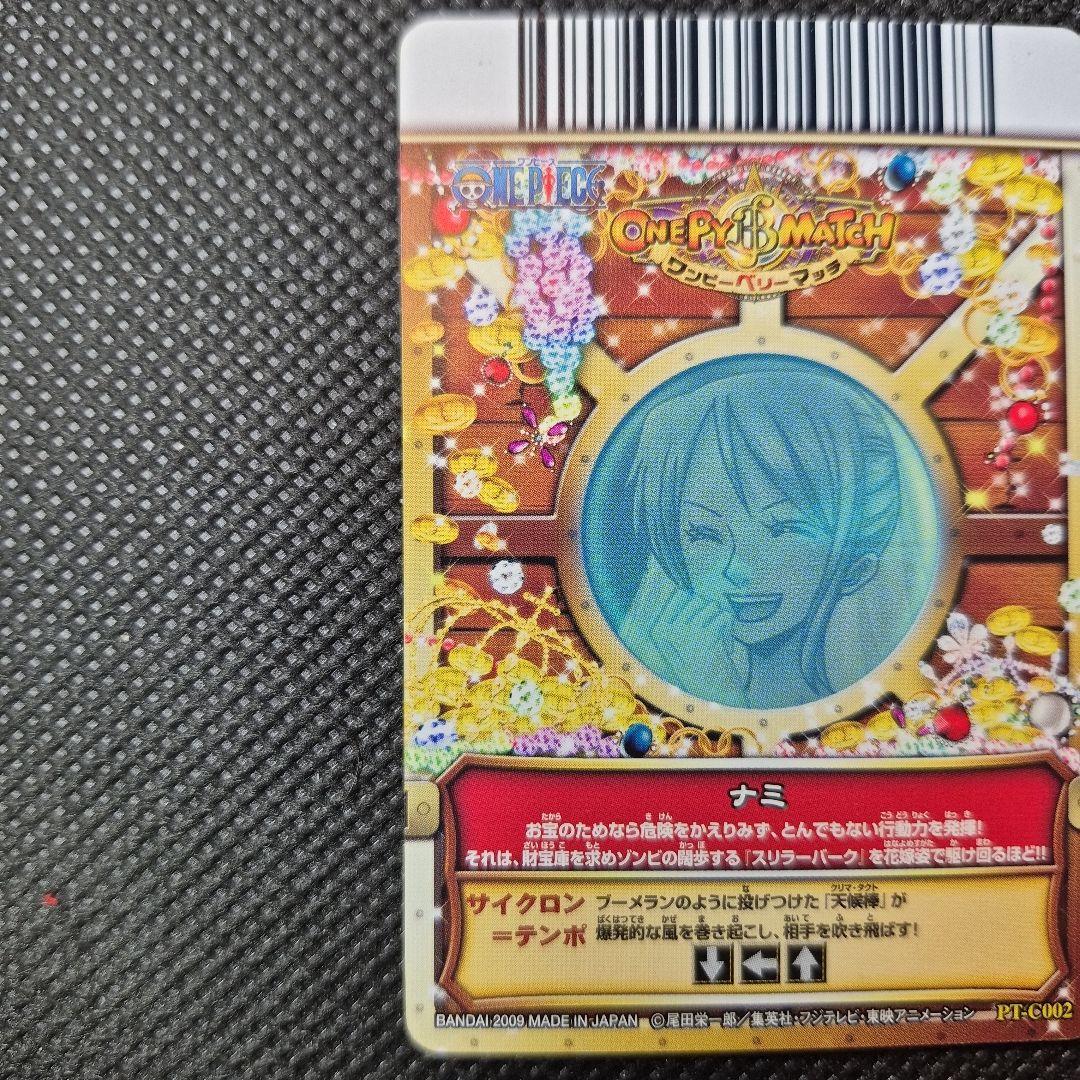 ワンピース
ONE PIECE
ONEPY MATCH
ワンピーベリーマッチ
ナミ
お宝のためなら危険をかえりみず、とんでもない行動力を発揮!
それは、財宝庫を求めゾンビの闊歩する『スリラーバーク』を花嫁姿で駆け回るほど!!
サイクロン
=テンポ
ブーメランのように投げつけた『天候棒』が
爆発的な風を巻き起こし、相手を吹き飛ばす!
BANDAI 2009 MADE IN JAPAN ©尾田栄一郎/集英社・フジテレビ・東映アニメーション PT-C002